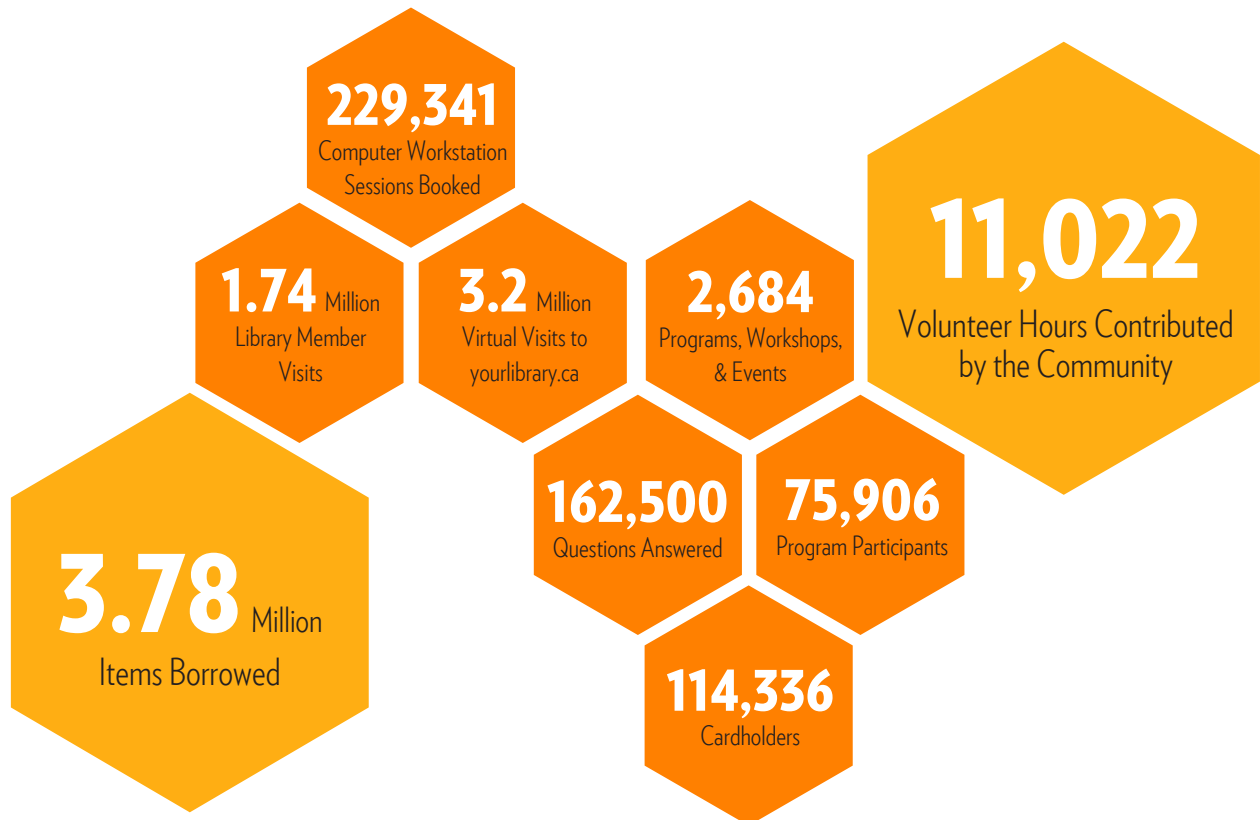 229,341
Computer Workstation
Sessions Booked
1.74 Million
Library Member
Visits
3.2 Million
Virtual Visits to
yourlibrary.ca
2,684
Programs, Workshops,
& Events
11,022
Volunteer Hours Contributed
by the Community
3.78 Million
Items Borrowed
162,500
Questions Answered
75,906
Program Participants
114,336
Cardholders